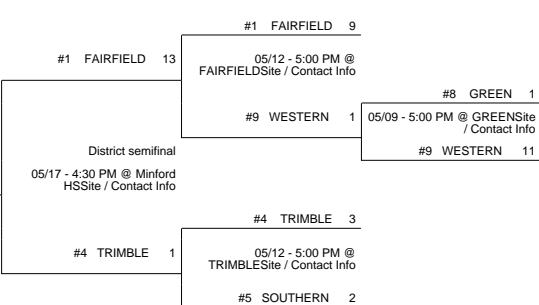 #1 FAIRFIELD 9
#1 FAIRFIELD 13
05/12 - 5:00 PM @
FAIRFIELDSite / Contact Info
#8 GREEN 1
#9 WESTERN 1
05/09 - 5:00 PM @ GREENSite
/ Contact Info
District semifinal
#9 WESTERN 11
05/17 - 4:30 PM @ Minford
HSSite / Contact Info
#4 TRIMBLE 3
#4 TRIMBLE 1
05/12 - 5:00 PM @
TRIMBLESite / Contact Info
#5 SOUTHERN 2